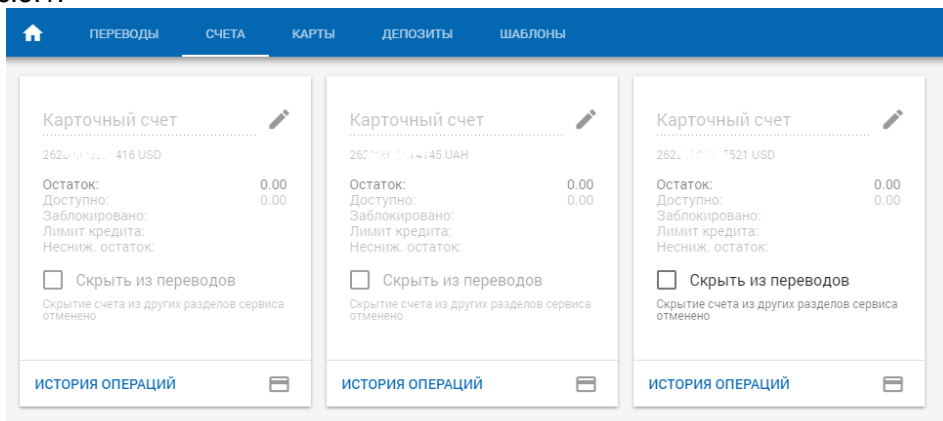 ПЕРЕВОДЫ СЧЕТА КАРТЫ ДЕПОЗИТЫ ШАБЛОНЫ
Карточный счет
416 USD
Остаток: 0.00
Доступно: 0.00
Заблокировано:
Лимит кредита:
Несниж. остаток:
Скрыть из переводов
Скрытие счета из других разделов сервиса
отменено
ИСТОРИЯ ОПЕРАЦИЙ
Карточный счет
45 UAH
Остаток: 0.00
Доступно: 0.00
Заблокировано:
Лимит кредита:
Несниж. остаток:
Скрыть из переводов
Скрытие счета из других разделов сервиса
отменено
ИСТОРИЯ ОПЕРАЦИЙ
Карточный счет
521 USD
Остаток: 0.00
Доступно: 0.00
Заблокировано:
Лимит кредита:
Несниж. остаток:
Скрыть из переводов
Скрытие счета из других разделов сервиса
отменено
ИСТОРИЯ ОПЕРАЦИЙ